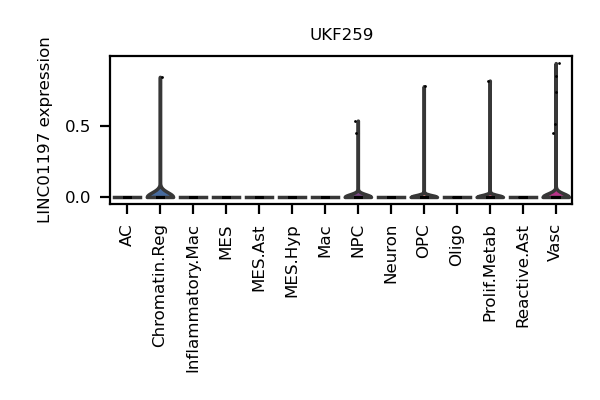 UKF259
LINC01197 expression
0.5
0.0
AC
Chromatin.Reg
Inflammatory.Mac
MES
MES.Ast
MES.Hyp
Mac
NPC
Neuron
OPC
Oligo
Prolif.Metab
Reactive.Ast
Vasc